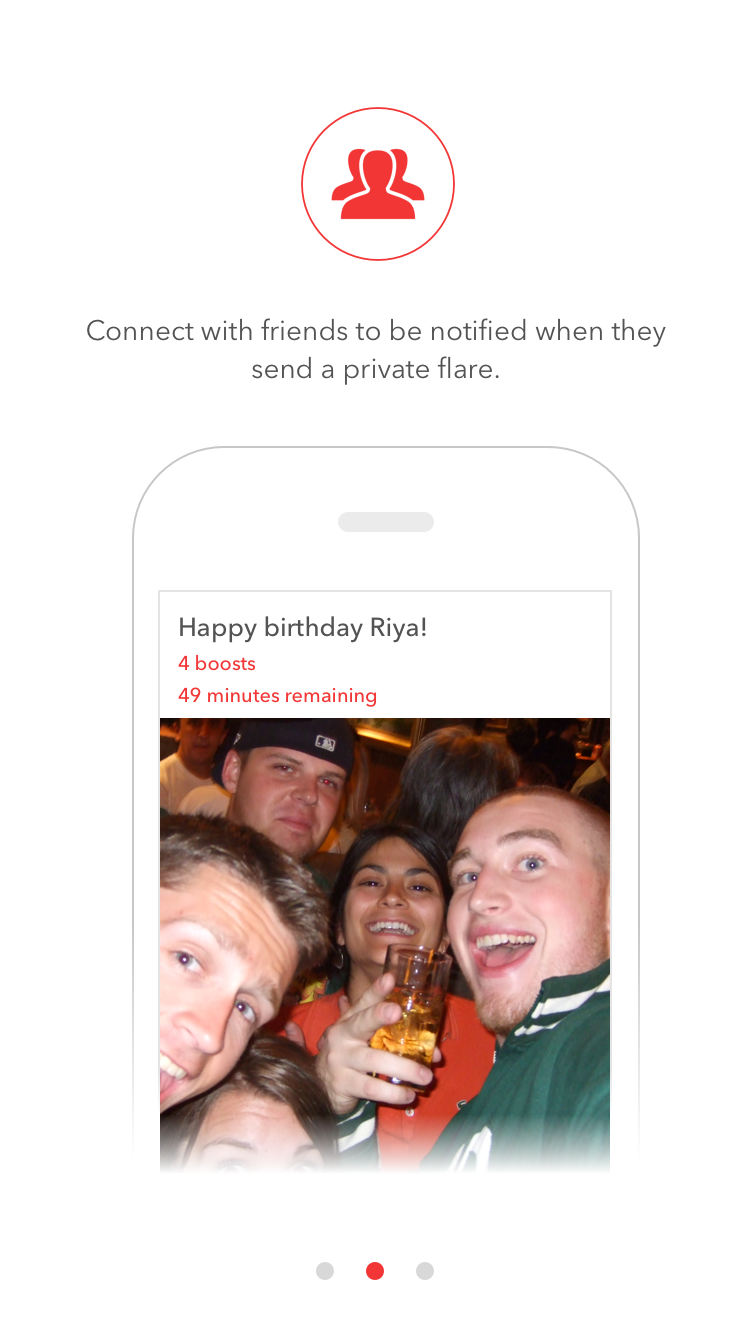 Connect with friends to be notified when they
send a private flare.
Happy birthday Riya!
4 boosts
49 minutes remaining